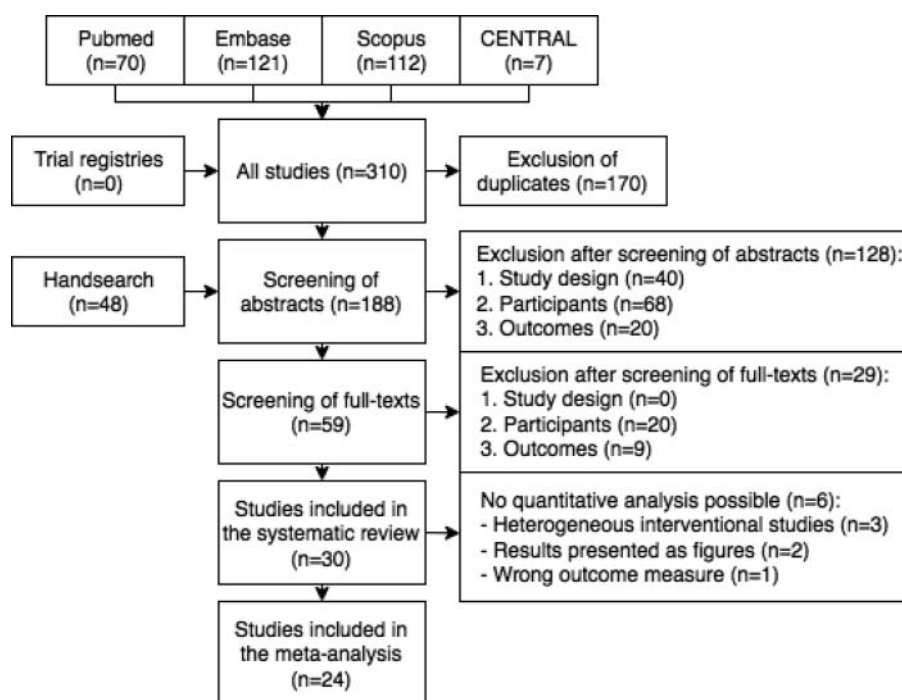 Pubmed
(n=70)
Embase
(n=121)
Scopus
(n=112)
CENTRAL
(n=7)
Trial registries
(n=0)
All studies (n=310)
Exclusion of
duplicates (n=170)
Handsearch
(n=48)
Screening of
abstracts (n=188)
Exclusion after screening of abstracts (n=128):
1. Study design (n=40)
2. Participants (n=68)
3. Outcomes (n=20)
Screening of full-texts
(n=59)
Exclusion after screening of full-texts (n=29):
1. Study design (n=0)
2. Participants (n=20)
3. Outcomes (n=9)
Studies included in
the systematic review
(n=30)
No quantitative analysis possible (n=6):
- Heterogeneous interventional studies (n=3)
- Results presented as figures (n=2)
- Wrong outcome measure (n=1)
Studies included in
the meta-analysis
(n=24)